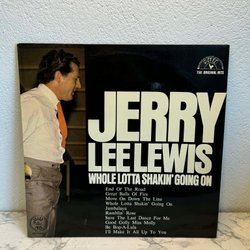 THE ORIGINAL HITS
JERRY
LEE LEWIS
WHOLE LOTTA SHAKIN' GOING ON
End Of The Road
Great Balls Of Fire
Move On Down The Line
Whole Lotta Shakin' Going On
Jambalaya
Ramblin' Rose
Save The Last Dance For Me
Good Golly Miss Molly
Be Bop-A-Lula
I'll Make It All Up To You